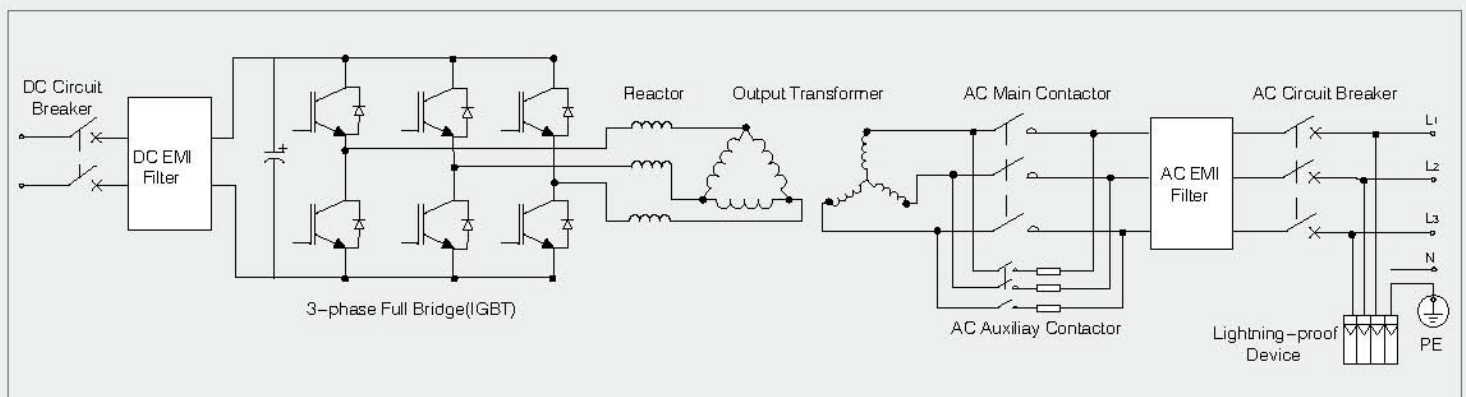 DC Circuit
Breaker
DC EMI
Filter
3-phase Full Bridge(IGBT)
Reactor
Output Transformer
AC Main Contactor
AC Auxiliay Contactor
AC EMI
Filter
AC Circuit Breaker
L1
L2
L3
N
Lightning-proof
Device
PE